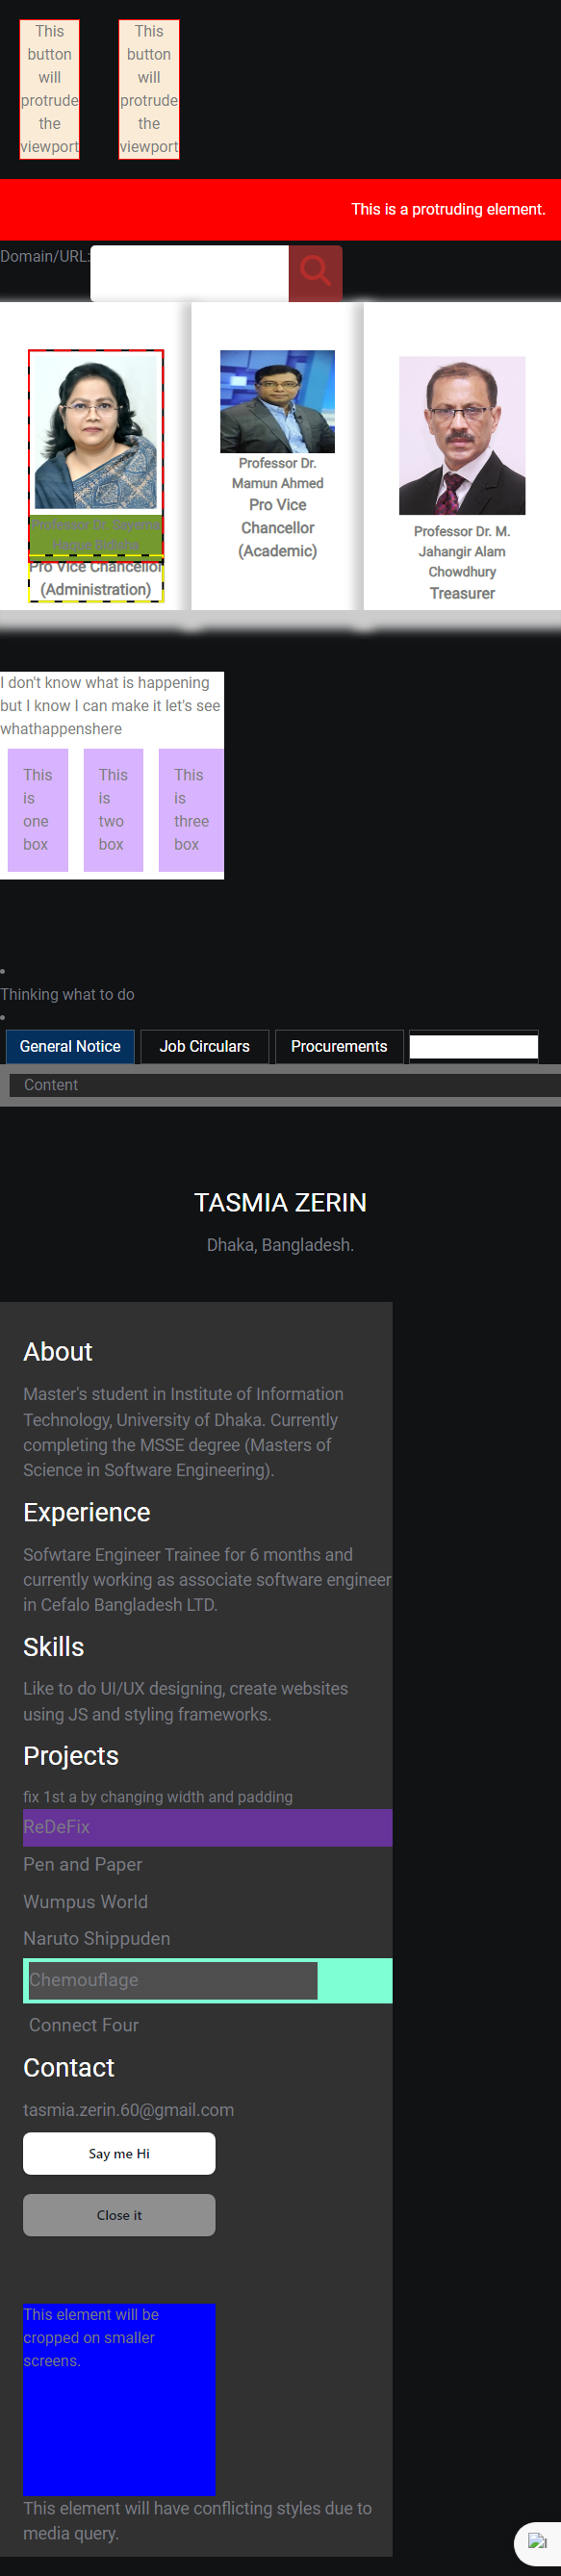 This
button
will
protrude
the
viewport
This
button
will
protrude
the
viewport
This is a protruding element.
Domain/URL:
Professor Dr. Sayema
Haque Bidisha
Pro Vice Chancellor
(Administration)
Professor Dr.
Mamun Ahmed
Pro Vice
Chancellor
(Academic)
Professor Dr. M.
Jahangir Alam
Chowdhury
Treasurer
I don't know what is happening
but I know I can make it let's see
whathappenshere
This
is
one
box
This
is
two
box
This
is
three
box
Thinking what to do
General Notice
Job Circulars
Procurements
Content
TASMIA ZERIN
Dhaka, Bangladesh.
About
Master's student in Institute of Information
Technology, University of Dhaka. Currently
completing the MSSE degree (Masters of
Science in Software Engineering).
Experience
Sofwtare Engineer Trainee for 6 months and
currently working as associate software engineer
in Cefalo Bangladesh LTD.
Skills
Like to do UI/UX designing, create websites
using JS and styling frameworks.
Projects
fix 1st a by changing width and padding
ReDeFix
Pen and Paper
Wumpus World
Naruto Shippuden
Chemouflage
Connect Four
Contact
tasmia.zerin.60@gmail.com
Say me Hi
Close it
This element will be
cropped on smaller
screens.
This element will have conflicting styles due to
media query.